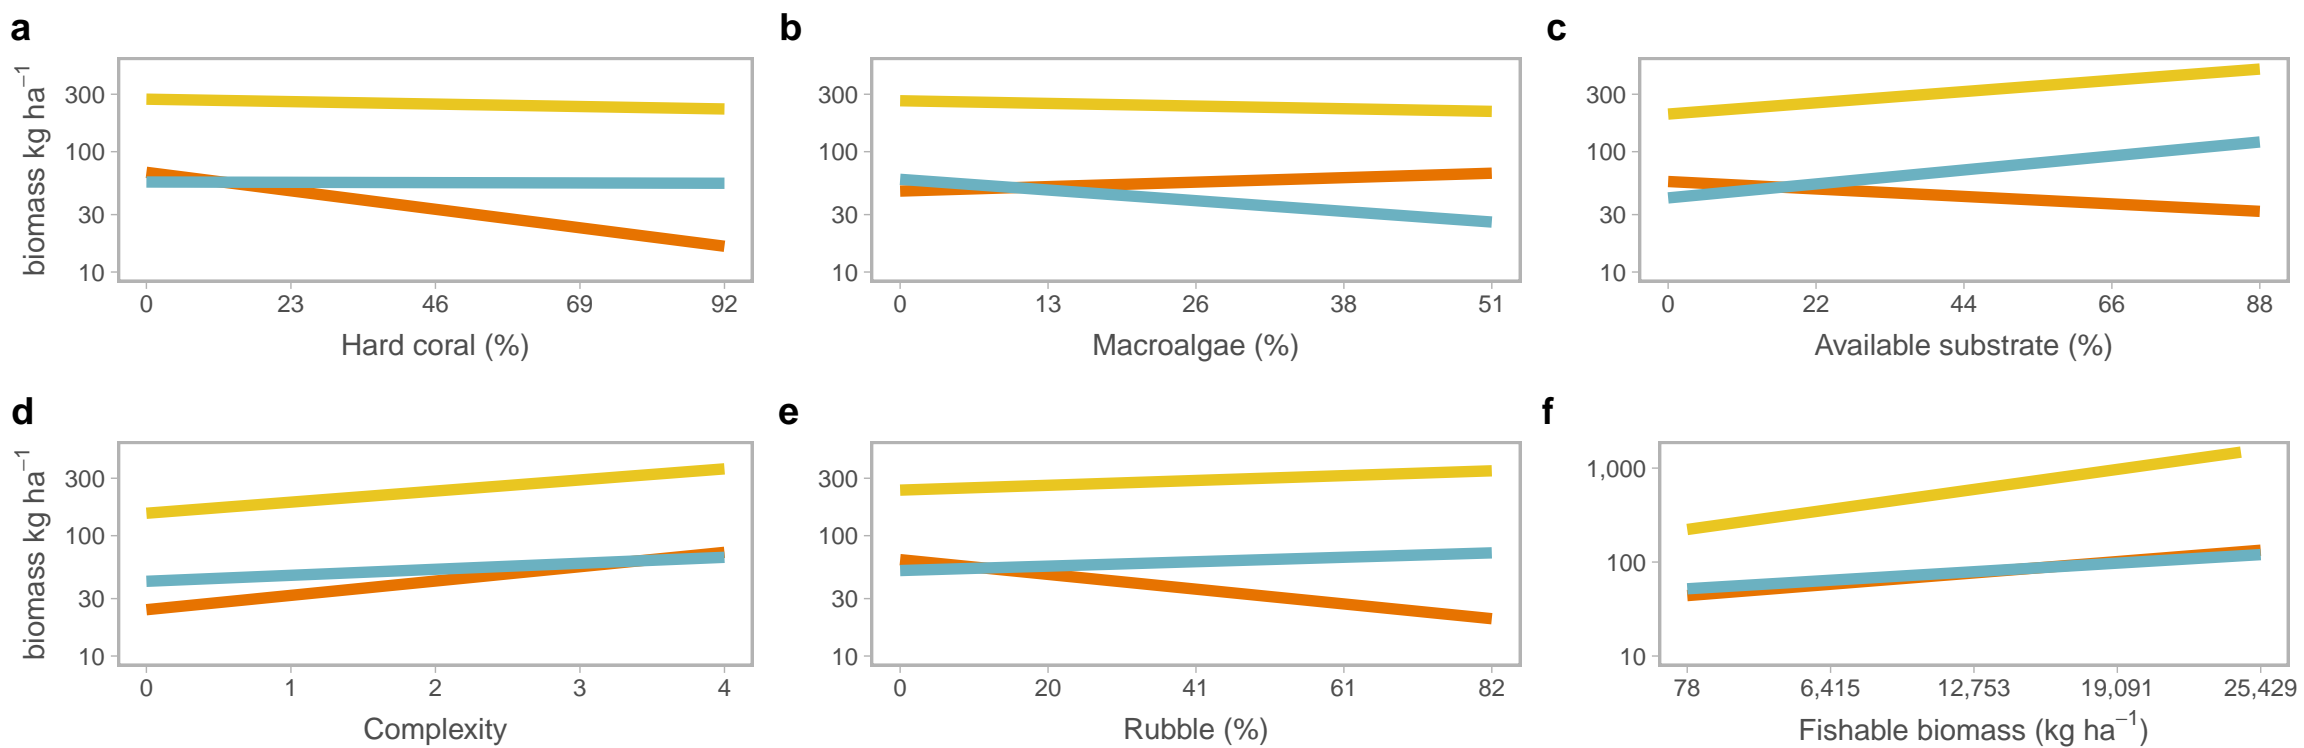 a
biomass kg ha⁻¹
300
100
30
10
0 23 46 69 92
Hard coral (%)
b
300
100
30
10
0 13 26 38 51
Macroalgae (%)
c
300
100
30
10
0 22 44 66 88
Available substrate (%)
d
biomass kg ha⁻¹
300
100
30
10
0 1 2 3 4
Complexity
e
300
100
30
10
0 20 41 61 82
Rubble (%)
f
1,000
100
10
78 6,415 12,753 19,091 25,429
Fishable biomass (kg ha⁻¹)